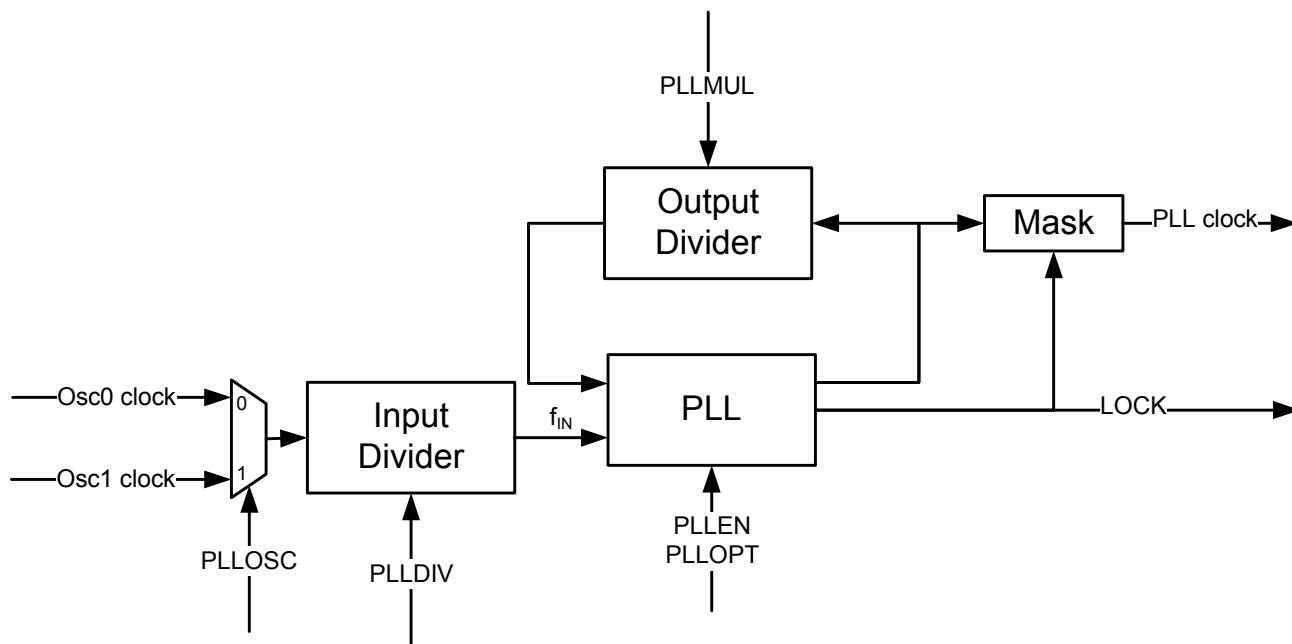 PLLMUL
Output
Divider
Mask
PLL clock
Osc0 clock
0
Input
Divider
f_IN
PLL
LOCK
Osc1 clock
1
PLLOSC
PLLDIV
PLLEN
PLLOPT